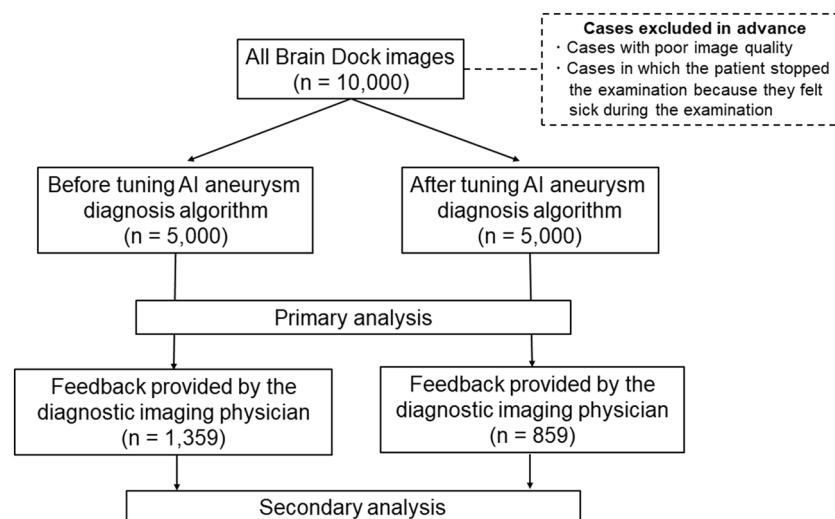 All Brain Dock images
(n = 10,000)
Cases excluded in advance
· Cases with poor image quality
· Cases in which the patient stopped
the examination because they felt
sick during the examination
Before tuning AI aneurysm
diagnosis algorithm
(n = 5,000)
After tuning AI aneurysm
diagnosis algorithm
(n = 5,000)
Primary analysis
Feedback provided by the
diagnostic imaging physician
(n = 1,359)
Feedback provided by the
diagnostic imaging physician
(n = 859)
Secondary analysis